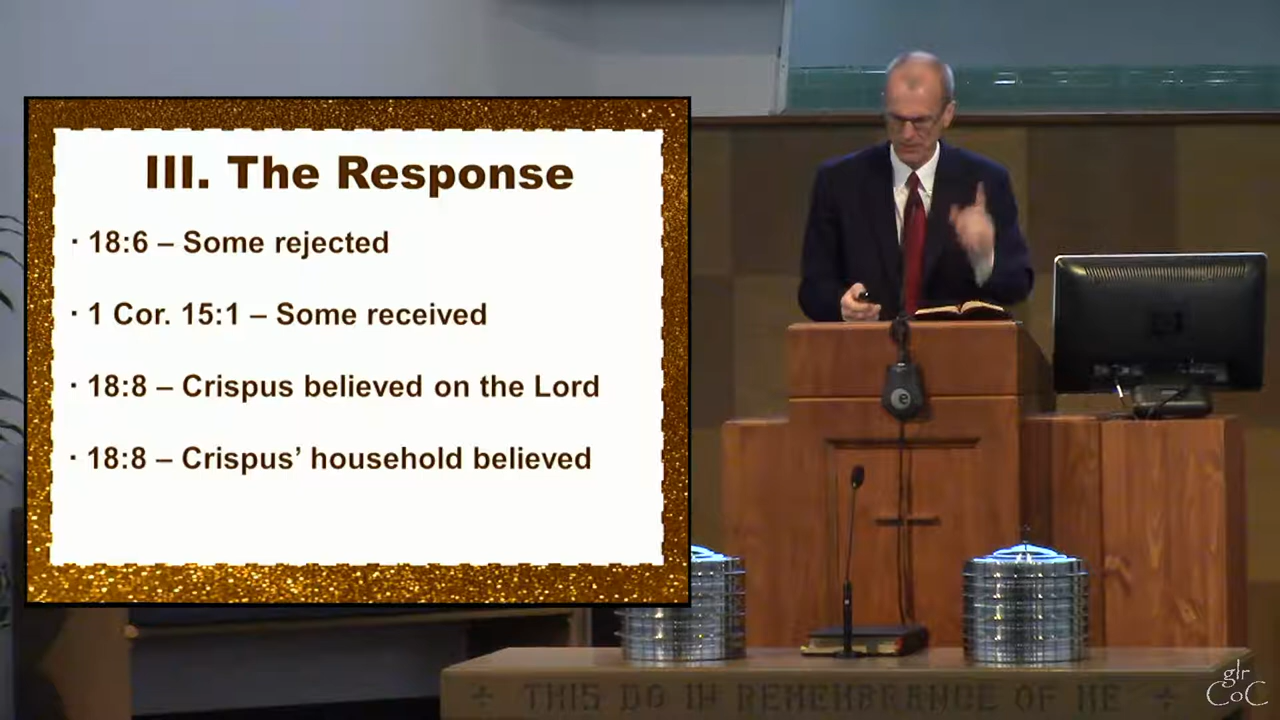 III. The Response
· 18:6 – Some rejected
· 1 Cor. 15:1 – Some received
· 18:8 – Crispus believed on the Lord
· 18:8 – Crispus’ household believed
e
THIS DO IN REMEMBRANCE OF ME
glr
CoC